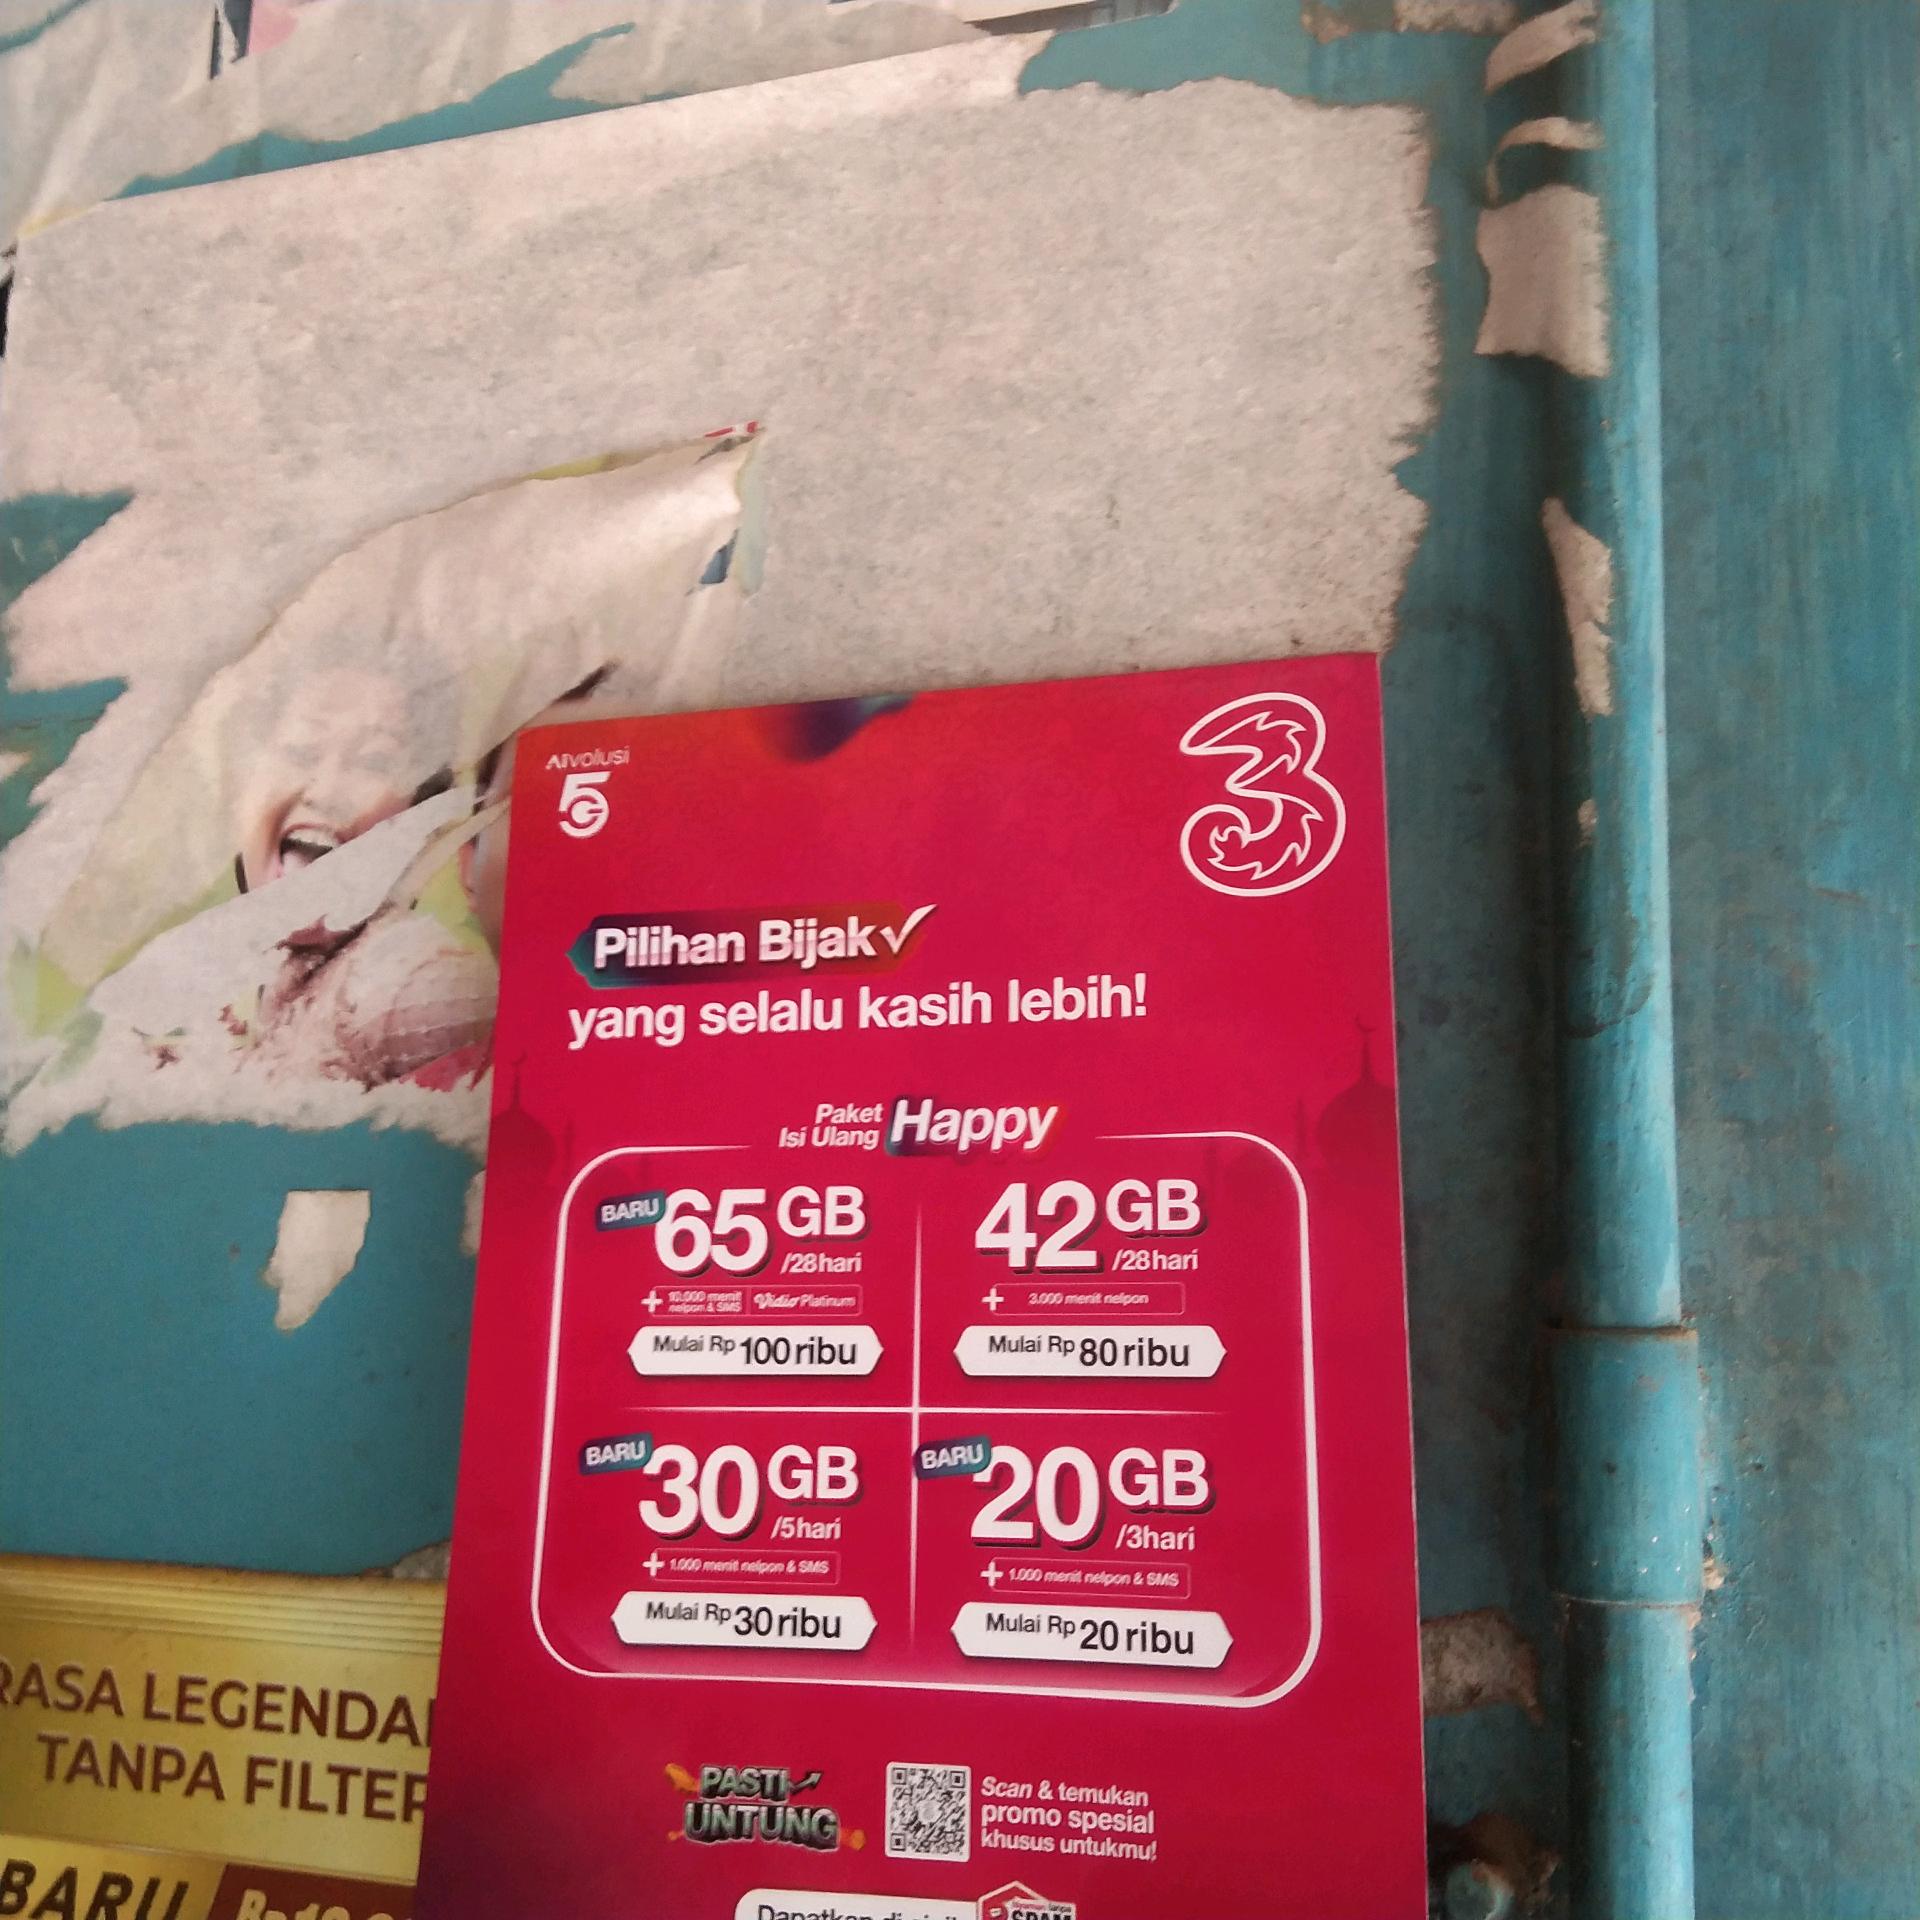 AIvolusi
5G
3
Pilihan Bijak
yang selalu kasih lebih!
Paket
Isi Ulang
Happy
BARU
65 GB
/28hari
+ 10.000 menit
nelpon & SMS
Vidio Platinum
Mulai Rp 100 ribu
42 GB
/28hari
+ 3.000 menit nelpon
Mulai Rp 80 ribu
BARU
30 GB
/5hari
+ 1.000 menit nelpon & SMS
Mulai Rp 30 ribu
BARU
20 GB
/3hari
+ 1.000 menit nelpon & SMS
Mulai Rp 20 ribu
PASTI
UNTUNG
Scan & temukan
promo spesial
khusus untukmu!
Dapatkan
SPAM
RASA
TANPA
BARU